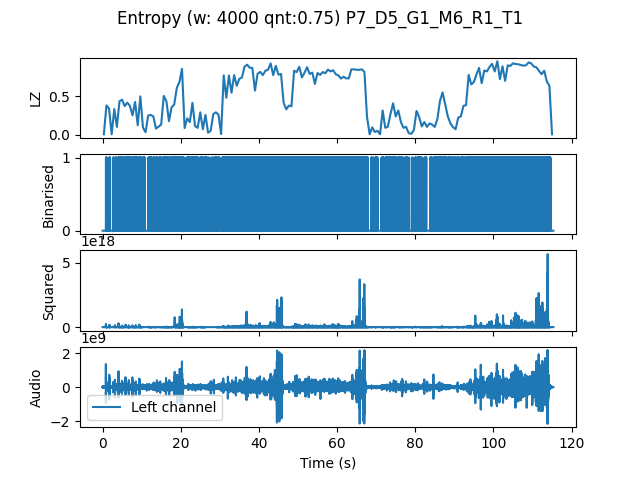 Entropy (w: 4000 qnt:0.75) P7_D5_G1_M6_R1_T1
LZ
0.5
0.0
Binarised
1
0
1e18
Squared
5
0
1e9
Audio
2
0
−2
Left channel
0 20 40 60 80 100 120
Time (s)